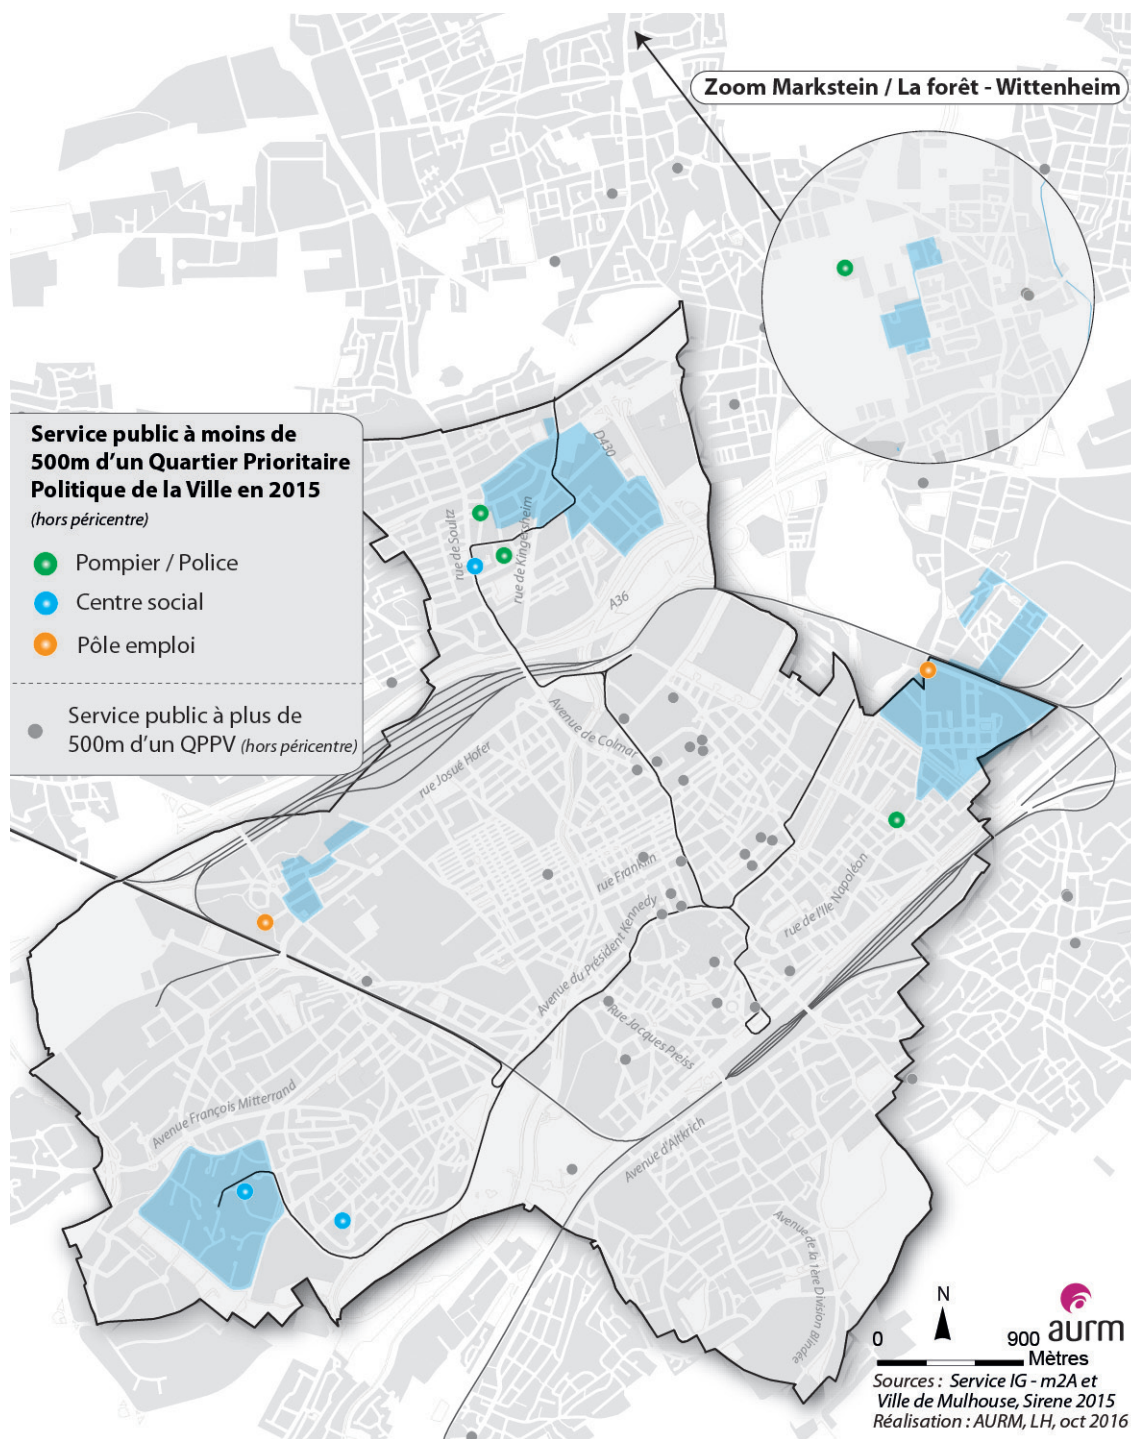 Zoom Markstein / La forêt - Wittenheim
Service public à moins de
500m d'un Quartier Prioritaire
Politique de la Ville en 2015
(hors péricentre)
Pompier / Police
Centre social
Pôle emploi
Service public à plus de
500m d'un QPPV (hors péricentre)
D430
rue de Soultz
rue de Kingersheim
A36
Avenue de Colmar
rue Josué Hofer
rue Franklin
rue de l'Ile Napoléon
Avenue du Président Kennedy
Rue Jacques Preiss
Avenue François Mitterrand
Avenue d'Altkrich
Avenue de la 1ère Division Blindée
N
0 900
Mètres
aurm
Sources : Service IG - m2A et
Ville de Mulhouse, Sirene 2015
Réalisation : AURM, LH, oct 2016